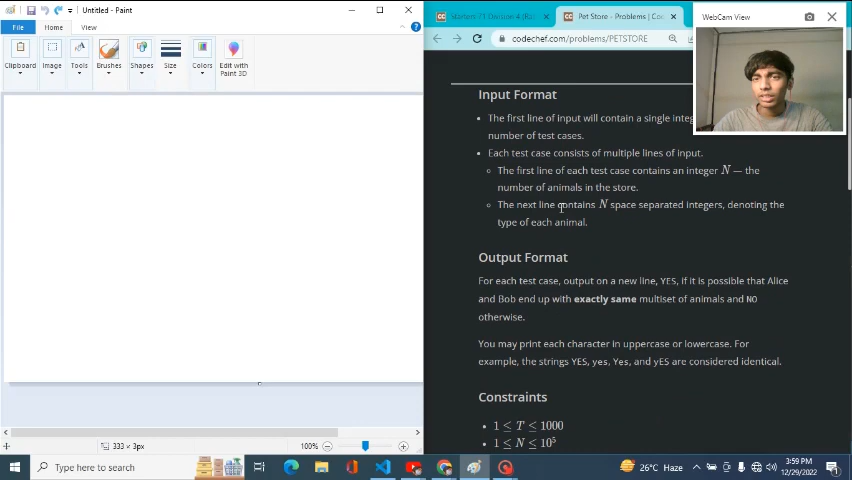 Untitled - Paint
File
Home
View
Clipboard
Image
Tools
Brushes
Shapes
Size
Colors
Edit with
Paint 3D
333 × 3px
100%
Starters 71 Division 4 (Ra
Pet Store - Problems | Cod
codechef.com/problems/PETSTORE
WebCam View
Input Format
• The first line of input will contain a single integ
number of test cases.
• Each test case consists of multiple lines of input.
◦ The first line of each test case contains an integer N — the
number of animals in the store.
◦ The next line contains N space separated integers, denoting the
type of each animal.
Output Format
For each test case, output on a new line, YES, if it is possible that Alice
and Bob end up with exactly same multiset of animals and NO
otherwise.
You may print each character in uppercase or lowercase. For
example, the strings YES, yes, Yes, and yES are considered identical.
Constraints
• 1 ≤ T ≤ 1000
• 1 ≤ N ≤ 10⁵
Type here to search
26°C Haze
3:59 PM
12/29/2022